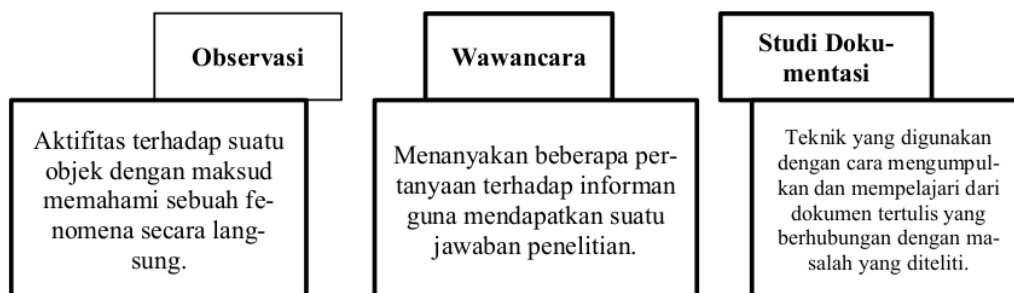 Observasi
Aktifitas terhadap suatu
objek dengan maksud
memahami sebuah fe-
nomena secara lang-
sung.
Wawancara
Menanyakan beberapa per-
tanyaan terhadap informan
guna mendapatkan suatu
jawaban penelitian.
Studi Doku-
mentasi
Teknik yang digunakan
dengan cara mengumpul-
kan dan mempelajari dari
dokumen tertulis yang
berhubungan dengan ma-
salah yang diteliti.